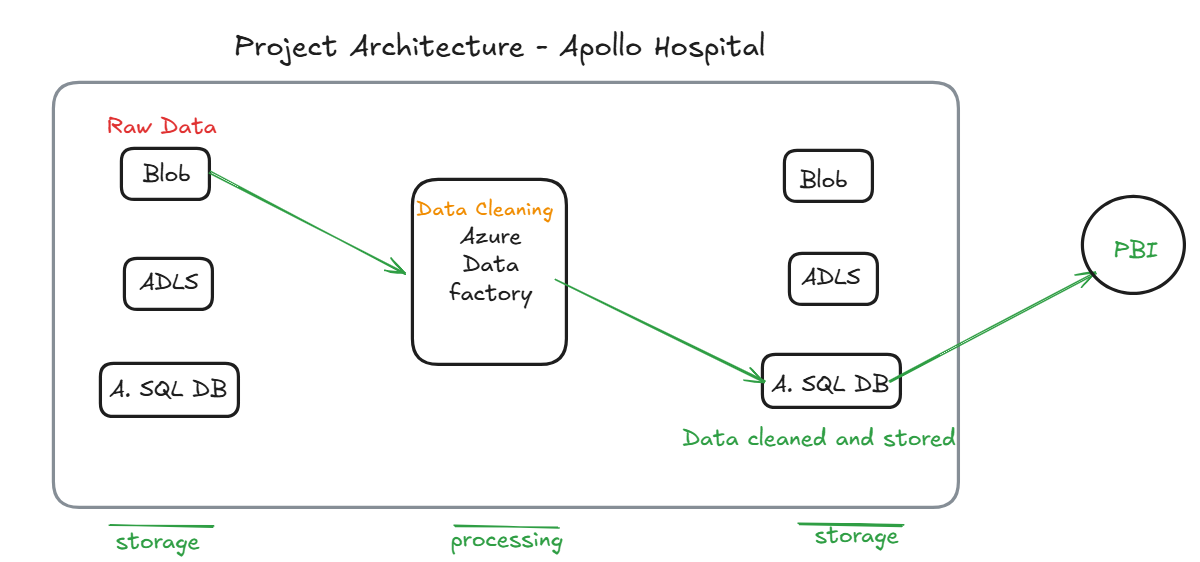 Project Architecture - Apollo Hospital
Raw Data
Blob
ADLS
A. SQL DB
Data Cleaning
Azure
Data
factory
Blob
ADLS
A. SQL DB
Data cleaned and stored
PBI
storage
processing
storage